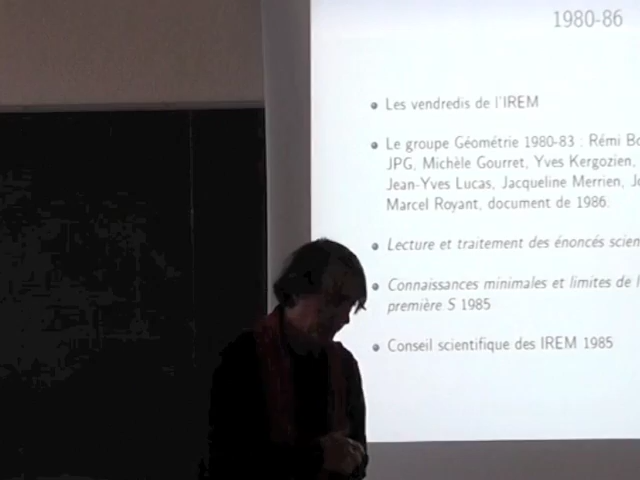 1980-86
Les vendredis de l'IREM
Le groupe Géométrie 1980-83 : Rémi
JPG, Michèle Gourret, Yves Kergozien,
Jean-Yves Lucas, Jacqueline Merrien,
Marcel Royant, document de 1986.
Lecture et traitement des énoncés
Connaissances minimales et limites de
première S 1985
Conseil scientifique des IREM 1985